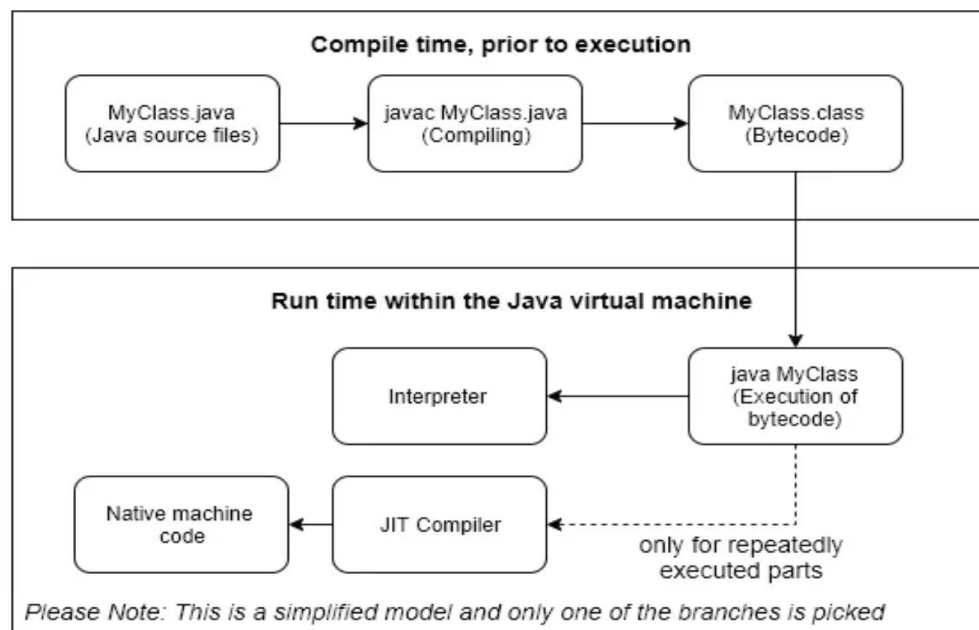 Compile time, prior to execution
MyClass.java
(Java source files)
javac MyClass.java
(Compiling)
MyClass.class
(Bytecode)
Run time within the Java virtual machine
Interpreter
java MyClass
(Execution of
bytecode)
Native machine
code
JIT Compiler
only for repeatedly
executed parts
Please Note: This is a simplified model and only one of the branches is picked